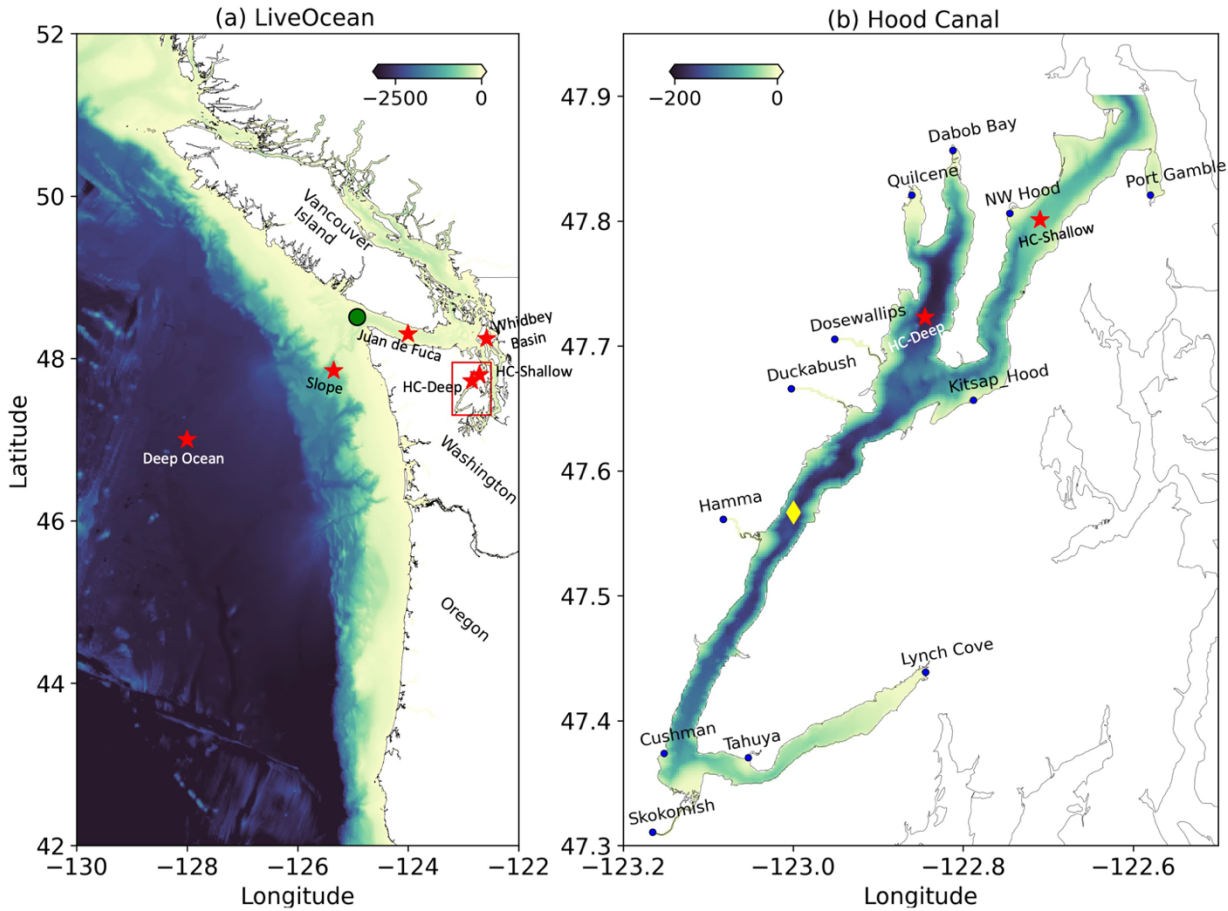 (a) LiveOcean
52
50
48
46
44
42
Latitude
−2500
0
Vancouver
Island
Juan de Fuca
Whidbey
Basin
Slope
HC-Deep
HC-Shallow
Deep Ocean
Washington
Oregon
−130
−128
−126
−124
−122
Longitude
(b) Hood Canal
47.9
47.8
47.7
47.6
47.5
47.4
47.3
−200
0
Dabob Bay
Quilcene
NW Hood
Port Gamble
HC-Shallow
Dosewallips
HC-Deep
Duckabush
Kitsap_Hood
Hamma
Lynch Cove
Cushman
Tahuya
Skokomish
−123.2
−123.0
−122.8
−122.6
Longitude